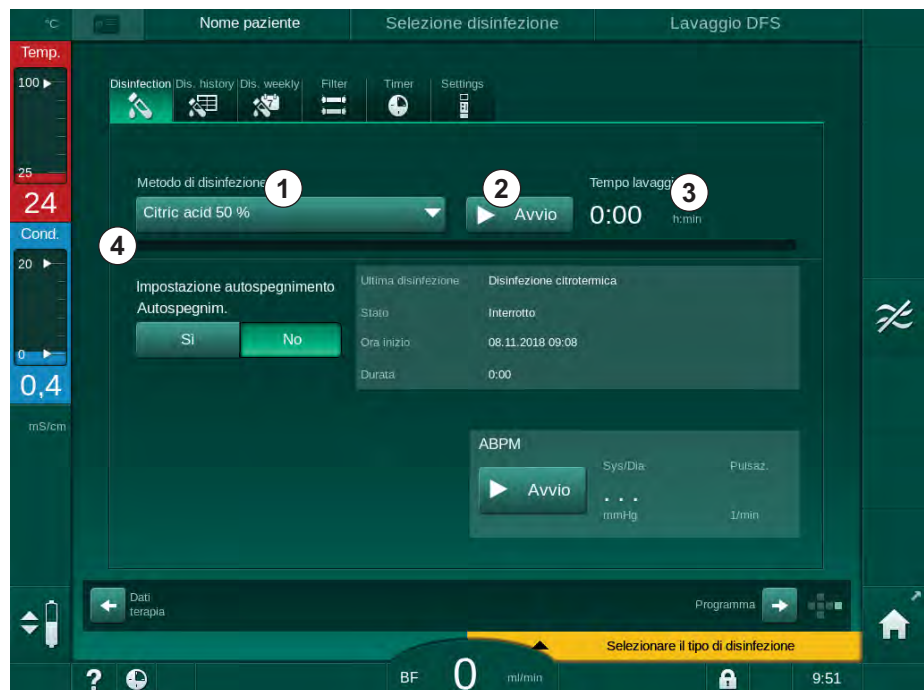 °C
Nome paziente
Selezione disinfezione
Lavaggio DFS
Temp.
100
25
24
Cond.
20
0
0,4
mS/cm
Disinfection
Dis. history
Dis. weekly
Filter
Timer
Settings
7
Metodo di disinfezione
1
Citric acid 50 %
2
Avvio
Tempo lavaggi
3
0:00
h:min
4
Impostazione autospegnimento
Autospegnim.
Sì
No
Ultima disinfezione
Disinfezione citrotermica
Stato
Interrotto
Ora inizio
08.11.2018 09:08
Durata
0:00
ABPM
Avvio
Sys/Dia
Pulsaz.
. . .
mmHg
1/min
Dati
terapia
Programma
Selezionare il tipo di disinfezione
?
BF
0
ml/min
9:51